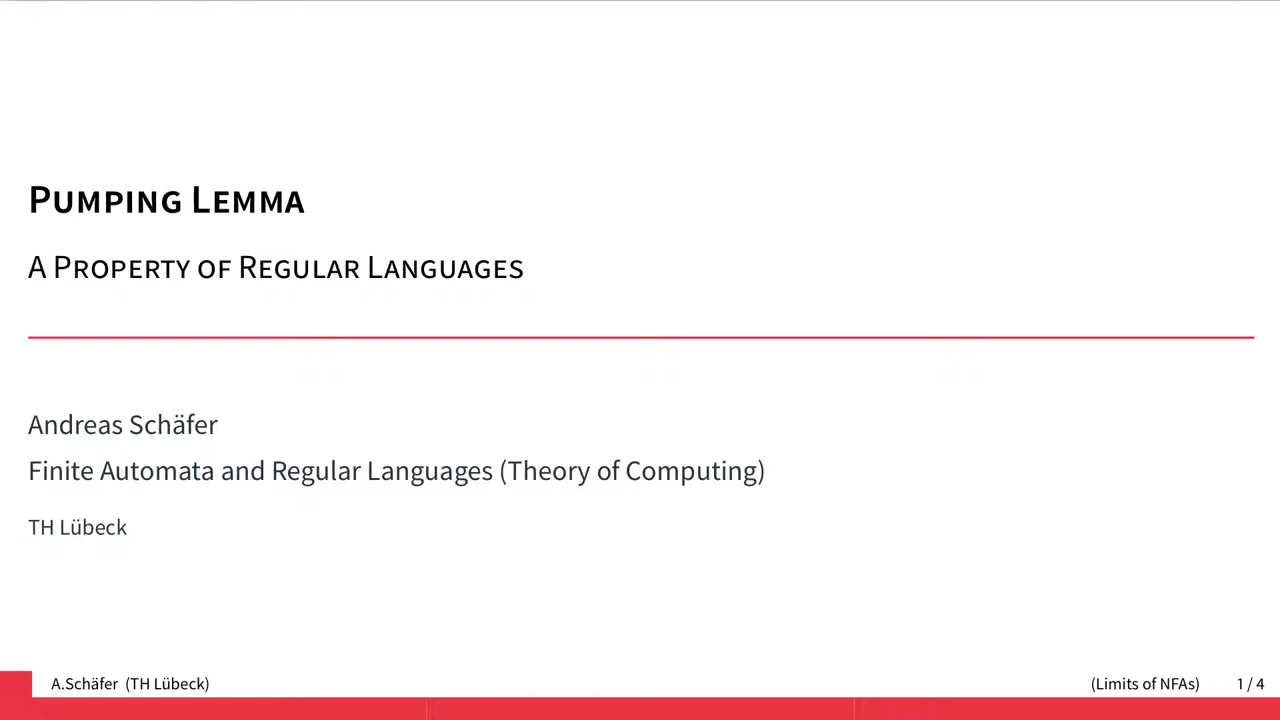 Pumping Lemma
A Property of Regular Languages
Andreas Schäfer
Finite Automata and Regular Languages (Theory of Computing)
TH Lübeck
A.Schäfer (TH Lübeck) (Limits of NFAs) 1 / 4